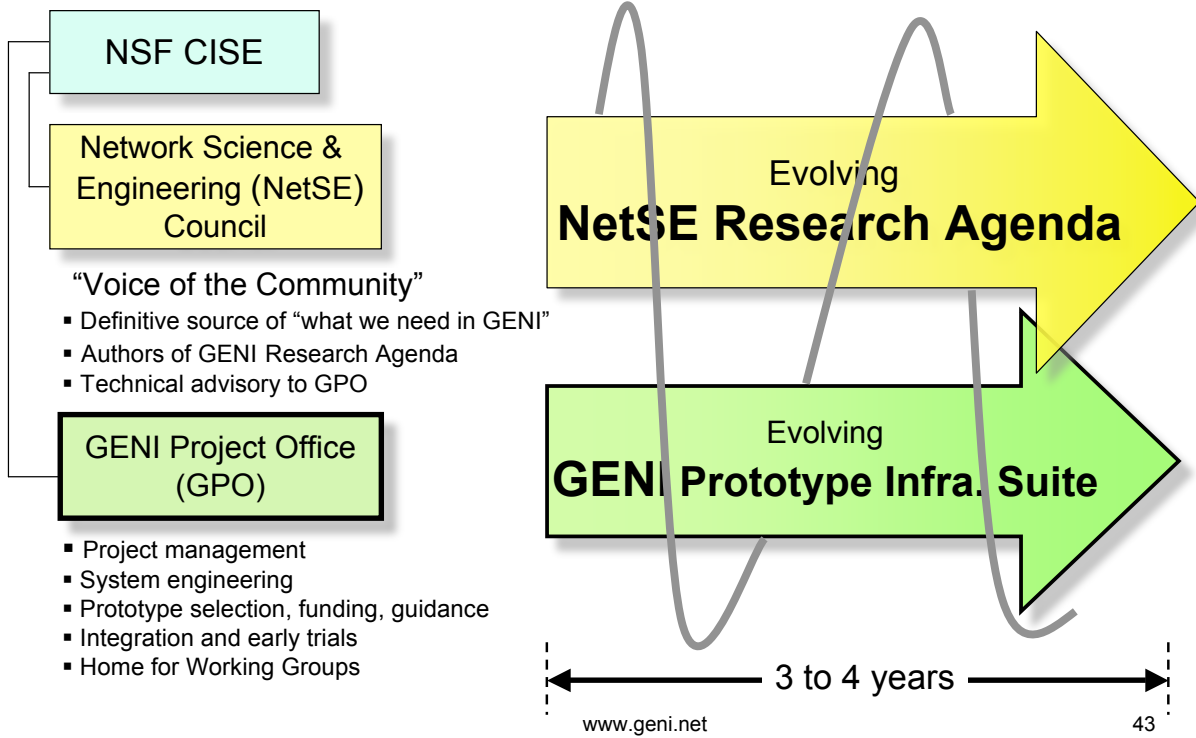 NSF CISE
Network Science &
Engineering (NetSE)
Council
“Voice of the Community”
▪ Definitive source of “what we need in GENI”
▪ Authors of GENI Research Agenda
▪ Technical advisory to GPO
GENI Project Office
(GPO)
▪ Project management
▪ System engineering
▪ Prototype selection, funding, guidance
▪ Integration and early trials
▪ Home for Working Groups
Evolving
NetSE Research Agenda
Evolving
GENI Prototype Infra. Suite
3 to 4 years
www.geni.net
43